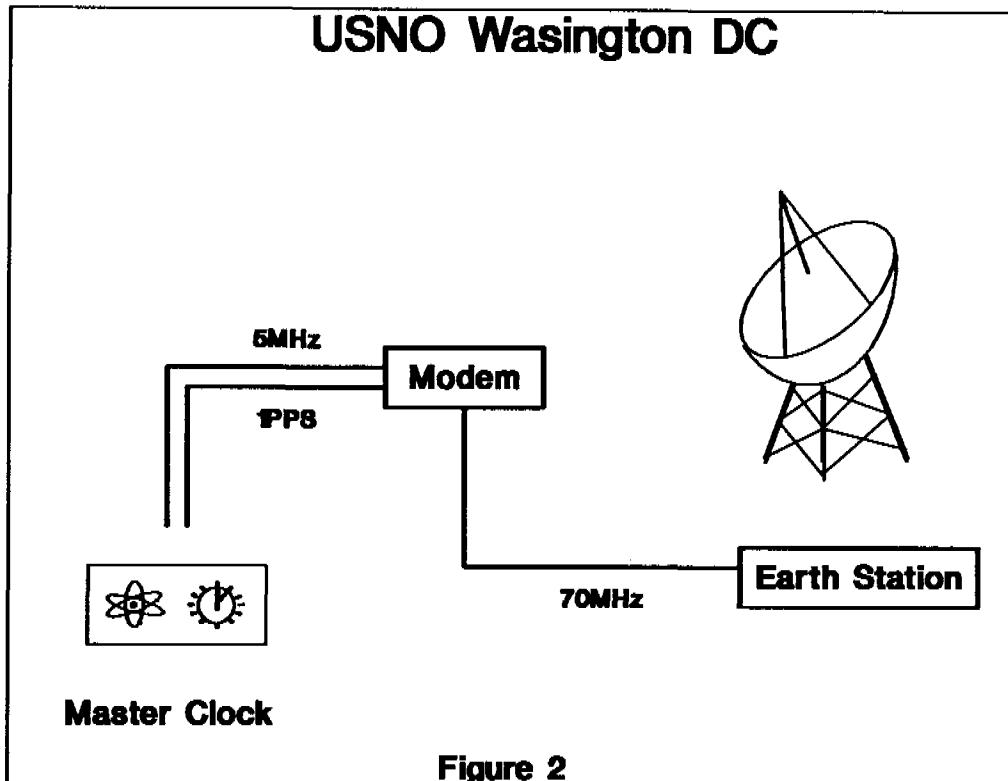 USNO Wasington DC
5MHz
Modem
1PPS
70MHz
Earth Station
Master Clock
Figure 2